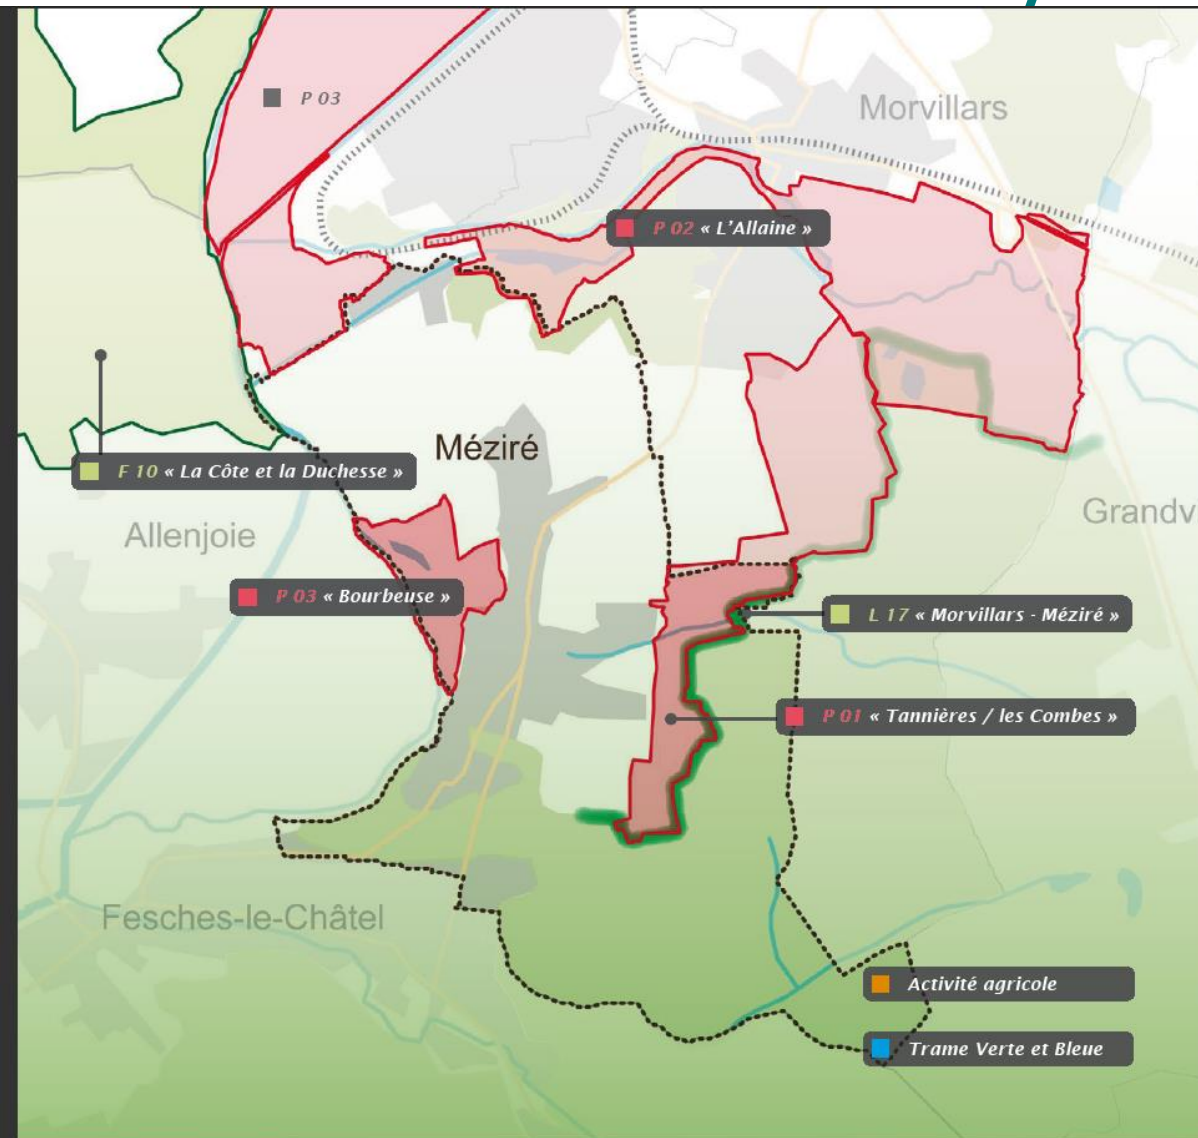 P 03
Morvillars
P 02 « L'Allaine »
Méziré
F 10 « La Côte et la Duchesse »
Allenjoie
Grandv
P 03 « Bourbeuse »
L 17 « Morvillars - Méziré »
P 01 « Tannières / les Combes »
Fesches-le-Châtel
Activité agricole
Trame Verte et Bleue